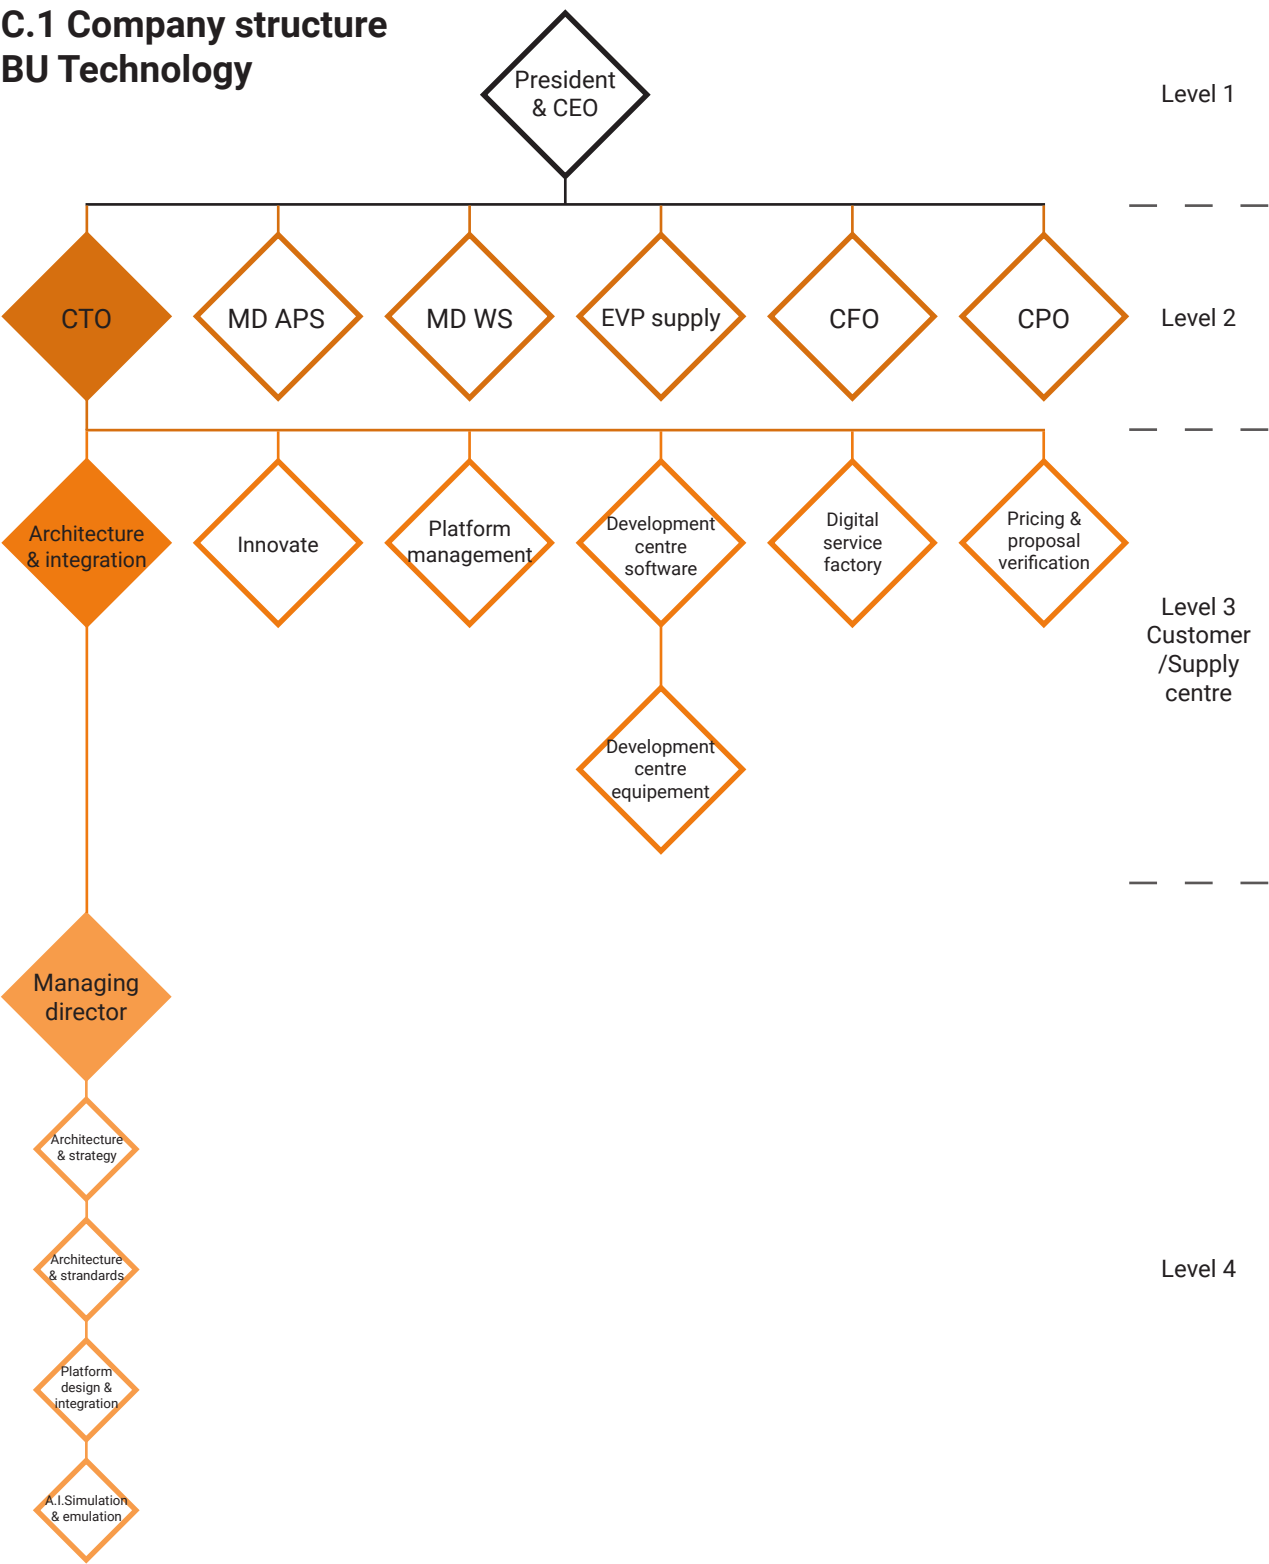 C.1 Company structure
BU Technology
President
& CEO
Level 1
CTO
MD APS
MD WS
EVP supply
CFO
CPO
Level 2
Architecture
& integration
Innovate
Platform
management
Development
centre
software
Digital
service
factory
Pricing &
proposal
verification
Level 3
Customer
/Supply
centre
Development
centre
equipement
Managing
director
Architecture
& strategy
Architecture
& strandards
Level 4
Platform
design &
integration
A.I.Simulation
& emulation